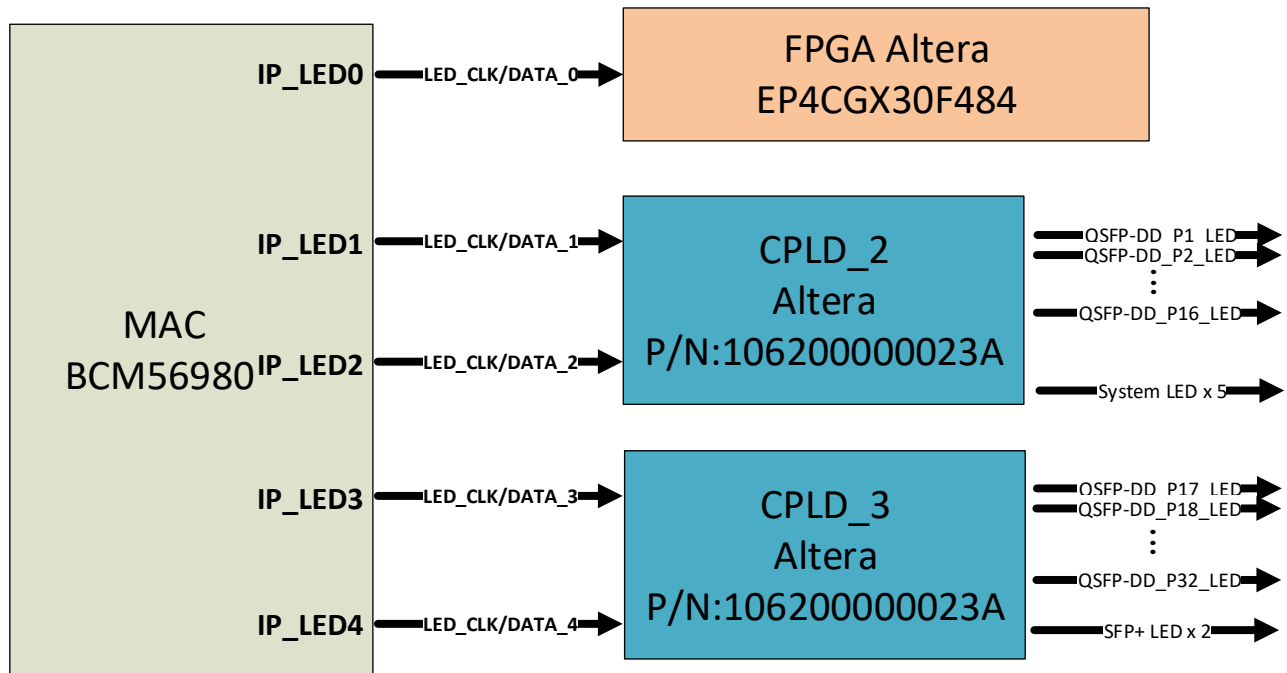 MAC
BCM56980
IP_LED0
IP_LED1
IP_LED2
IP_LED3
IP_LED4
LED_CLK/DATA_0
LED_CLK/DATA_1
LED_CLK/DATA_2
LED_CLK/DATA_3
LED_CLK/DATA_4
FPGA Altera
EP4CGX30F484
CPLD_2
Altera
P/N:106200000023A
QSFP-DD_P1_LED
QSFP-DD_P2_LED
QSFP-DD_P16_LED
System LED x 5
CPLD_3
Altera
P/N:106200000023A
QSFP-DD_P17_LED
QSFP-DD_P18_LED
QSFP-DD_P32_LED
SFP+ LED x 2